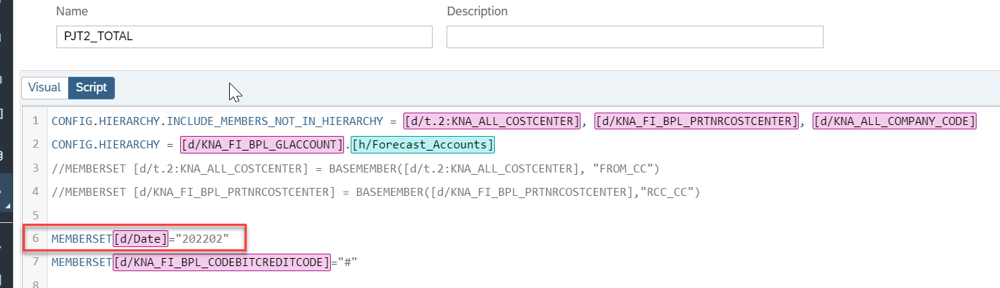 Name Description
PJT2_TOTAL
Visual Script
1 CONFIG.HIERARCHY.INCLUDE_MEMBERS_NOT_IN_HIERARCHY = [d/t.2:KNA_ALL_COSTCENTER], [d/KNA_FI_BPL_PRTNRCOSTCENTER], [d/KNA_ALL_COMPANY_CODE]
2 CONFIG.HIERARCHY = [d/KNA_FI_BPL_GLACCOUNT].[h/Forecast_Accounts]
3 //MEMBERSET [d/t.2:KNA_ALL_COSTCENTER] = BASEMEMBER([d/t.2:KNA_ALL_COSTCENTER], "FROM_CC")
4 //MEMBERSET [d/KNA_FI_BPL_PRTNRCOSTCENTER] = BASEMEMBER([d/KNA_FI_BPL_PRTNRCOSTCENTER],"RCC_CC")
5
6 MEMBERSET[d/Date]="202202"
7 MEMBERSET[d/KNA_FI_BPL_CODEBITCREDITCODE]="#"
8